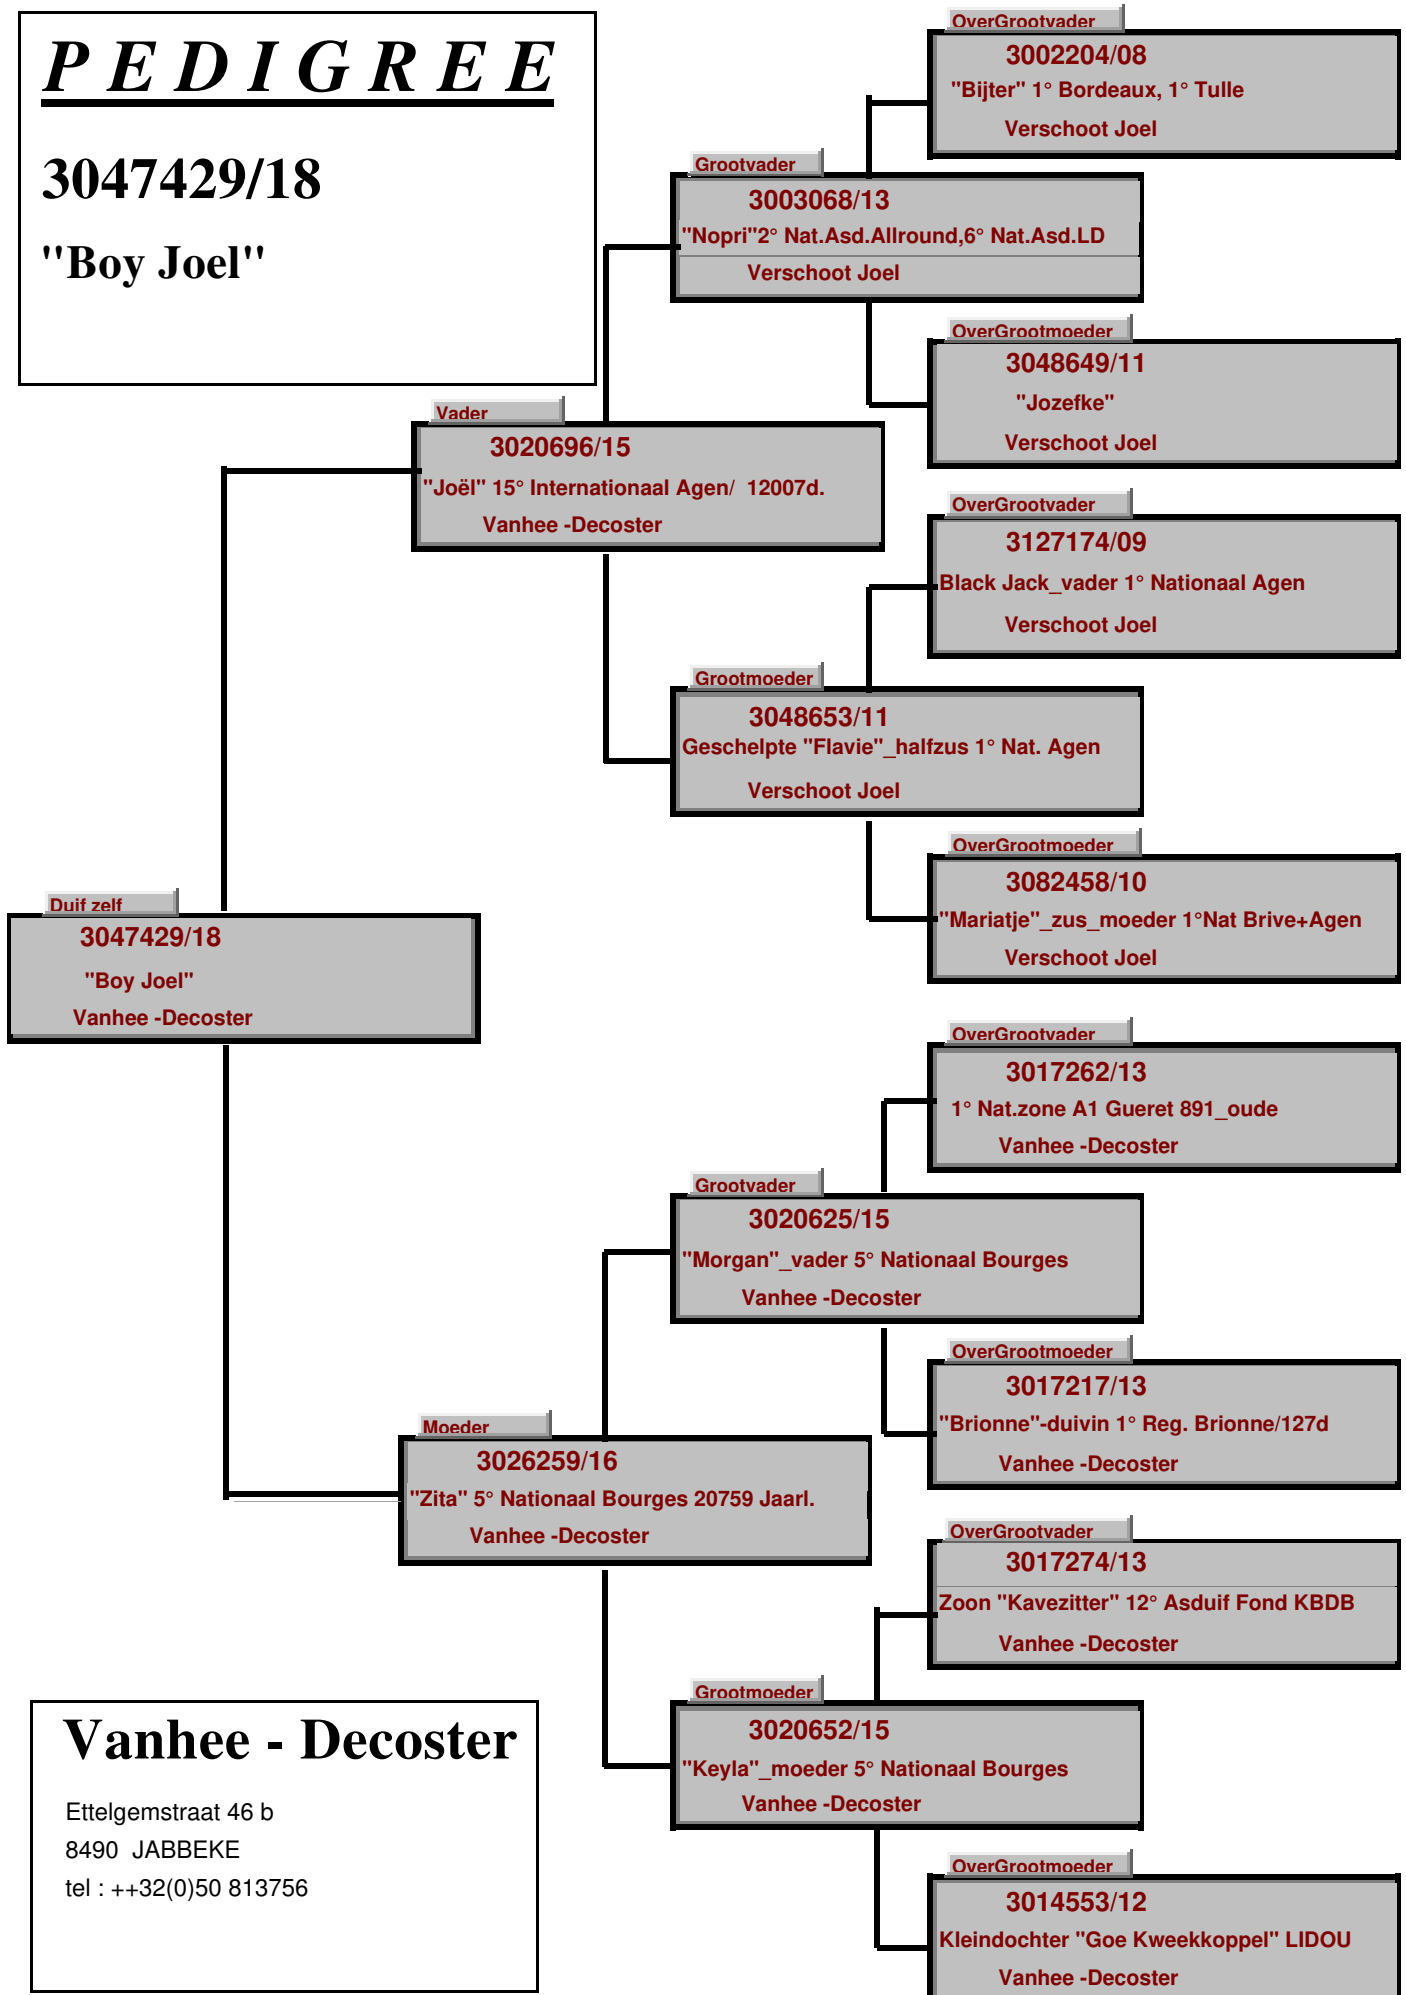 P E D I G R E E
3047429/18
"Boy Joel"
OverGrootvader
3002204/08
"Bijter" 1° Bordeaux, 1° Tulle
Verschoot Joel
Grootvader
3003068/13
"Nopri"2° Nat.Asd.Allround,6° Nat.Asd.LD
Verschoot Joel
OverGrootmoeder
3048649/11
"Jozefke"
Verschoot Joel
Vader
3020696/15
"Joël" 15° Internationaal Agen/ 12007d.
Vanhee -Decoster
OverGrootvader
3127174/09
Black Jack_vader 1° Nationaal Agen
Verschoot Joel
Grootmoeder
3048653/11
Geschelpte "Flavie"_halfzus 1° Nat. Agen
Verschoot Joel
OverGrootmoeder
3082458/10
"Mariatje"_zus_moeder 1°Nat Brive+Agen
Verschoot Joel
Duif zelf
3047429/18
"Boy Joel"
Vanhee -Decoster
OverGrootvader
3017262/13
1° Nat.zone A1 Gueret 891_oude
Vanhee -Decoster
Grootvader
3020625/15
"Morgan"_vader 5° Nationaal Bourges
Vanhee -Decoster
OverGrootmoeder
3017217/13
"Brionne"-duivin 1° Reg. Brionne/127d
Vanhee -Decoster
Moeder
3026259/16
"Zita" 5° Nationaal Bourges 20759 Jaarl.
Vanhee -Decoster
OverGrootvader
3017274/13
Zoon "Kavezitter" 12° Asduif Fond KBDB
Vanhee -Decoster
Grootmoeder
3020652/15
"Keyla"_moeder 5° Nationaal Bourges
Vanhee -Decoster
OverGrootmoeder
3014553/12
Kleindochter "Goe Kweekkoppel" LIDOU
Vanhee -Decoster
Vanhee - Decoster
Ettelgemstraat 46 b
8490 JABBEKE
tel : ++32(0)50 813756